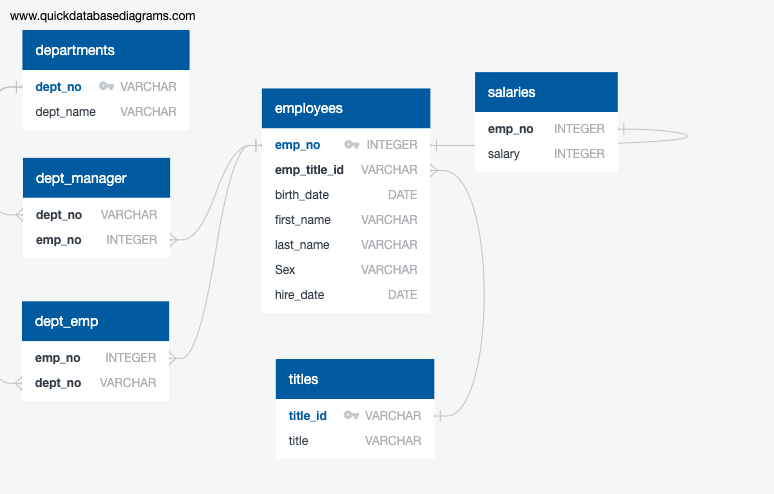 www.quickdatabasediagrams.com
departments
dept_no VARCHAR
dept_name VARCHAR
dept_manager
dept_no VARCHAR
emp_no INTEGER
dept_emp
emp_no INTEGER
dept_no VARCHAR
employees
emp_no INTEGER
emp_title_id VARCHAR
birth_date DATE
first_name VARCHAR
last_name VARCHAR
Sex VARCHAR
hire_date DATE
titles
title_id VARCHAR
title VARCHAR
salaries
emp_no INTEGER
salary INTEGER